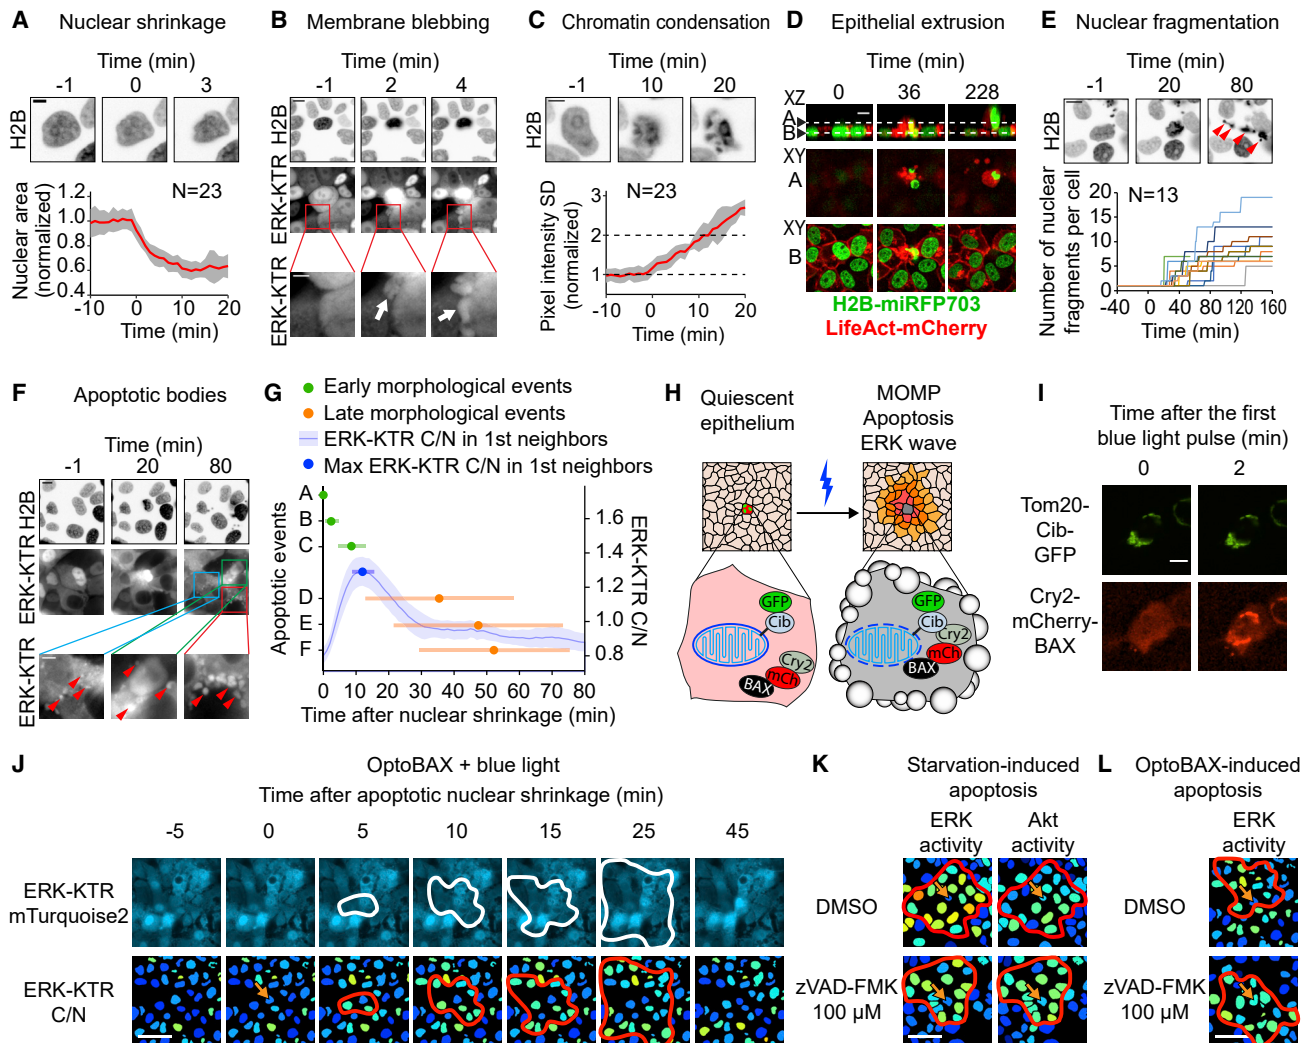 A Nuclear shrinkage
Time (min)
-1 0 3
H2B
Nuclear area
(normalized)
N=23
1.2
1.0
0.8
0.6
0.4
-10 0 10 20
Time (min)
B Membrane blebbing
Time (min)
-1 2 4
H2B
ERK-KTR
ERK-KTR
C Chromatin condensation
Time (min)
-1 10 20
H2B
Pixel intensity SD
(normalized)
N=23
4
3
2
1
0
-10 0 10 20
Time (min)
D Epithelial extrusion
Time (min)
0 36 228
XZ
A
B
XY
A
XY
B
H2B-miRFP703
LifeAct-mCherry
E Nuclear fragmentation
Time (min)
-1 20 80
H2B
Number of nuclear
fragments per cell
N=13
20
15
10
5
0
-40 0 40 80 120 160
Time (min)
F Apoptotic bodies
Time (min)
-1 20 80
H2B
ERK-KTR
ERK-KTR
G
Early morphological events
Late morphological events
ERK-KTR C/N in 1st neighbors
Max ERK-KTR C/N in 1st neighbors
Apoptotic events
A
B
C
D
E
F
1.6
1.4
1.2
1.0
0.8
ERK-KTR C/N
0 10 20 30 40 50 60 70 80
Time after nuclear shrinkage (min)
H
Quiescent
epithelium
MOMP
Apoptosis
ERK wave
GFP
Cib
Cry2
mCh
BAX
GFP
Cib
Cry2
mCh
BAX
I
Time after the first
blue light pulse (min)
0 2
Tom20-
Cib-
GFP
Cry2-
mCherry-
BAX
J OptoBAX + blue light
Time after apoptotic nuclear shrinkage (min)
-5 0 5 10 15 25 45
ERK-KTR
mTurquoise2
ERK-KTR
C/N
K Starvation-induced
apoptosis
ERK
activity
Akt
activity
DMSO
zVAD-FMK
100 µM
L OptoBAX-induced
apoptosis
ERK
activity
DMSO
zVAD-FMK
100 µM